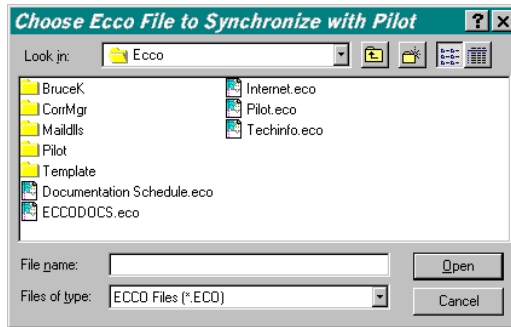 Choose Ecco File to Synchronize with Pilot
Look in: Ecco
BruceK
CorrMgr
Maildlls
Pilot
Template
Documentation Schedule.eco
ECCODOCS.eco
Internet.eco
Pilot.eco
Techinfo.eco
File name: Open
Files of type: ECCO Files (*.ECO) Cancel